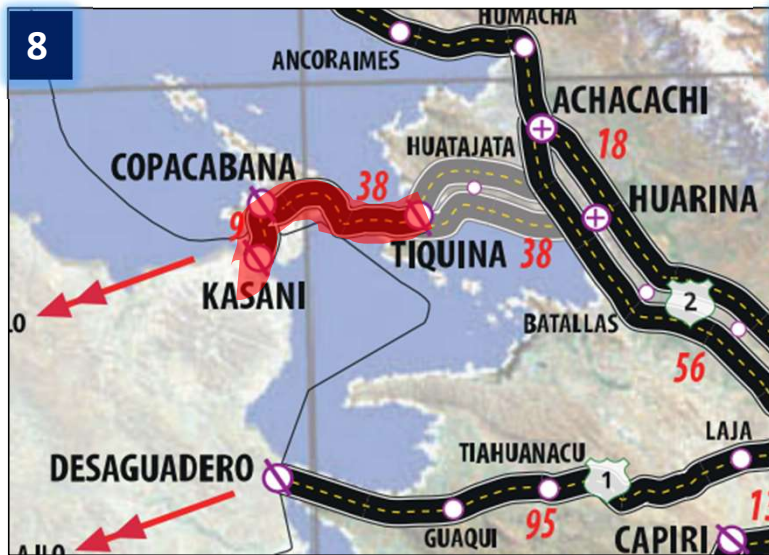 8
HUMACHA
ANCORAIMES
ACHACACHI
18
HUATAJATA
COPACABANA
38
HUARINA
9
TIQUINA 38
KASANI
2
BATALLAS
56
LAJA
TIAHUANACU
DESAGUADERO
1
95
GUAQUI
CAPIRI